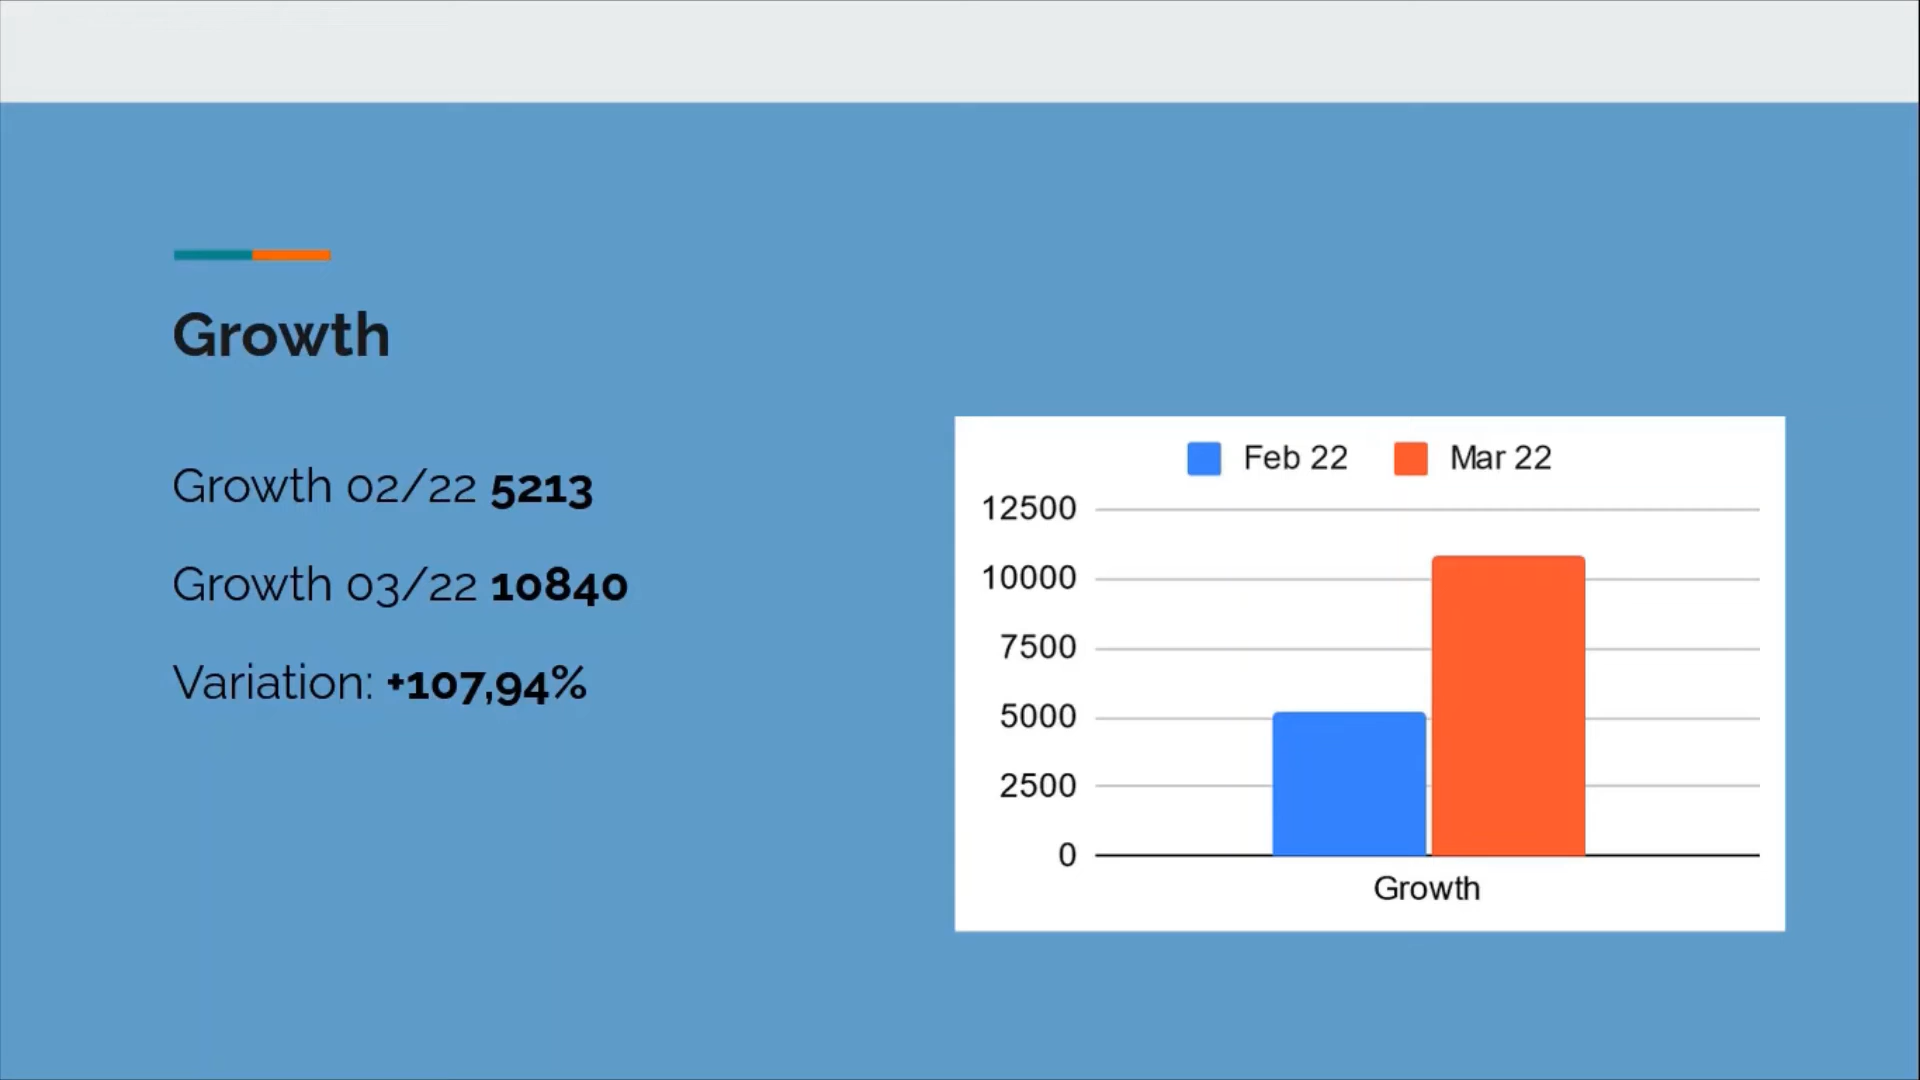 Growth
Growth 02/22 5213
Growth 03/22 10840
Variation: +107,94%
Feb 22 Mar 22
12500
10000
7500
5000
2500
0
Growth